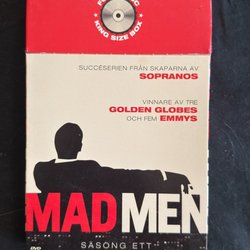 KING SIZE BOX
SUCCÉSERIEN FRÅN SKAPARNA AV
SOPRANOS
VINNARE AV TRE
GOLDEN GLOBES
OCH FEM EMMYS
MAD MEN
SÄSONG ETT
DVD